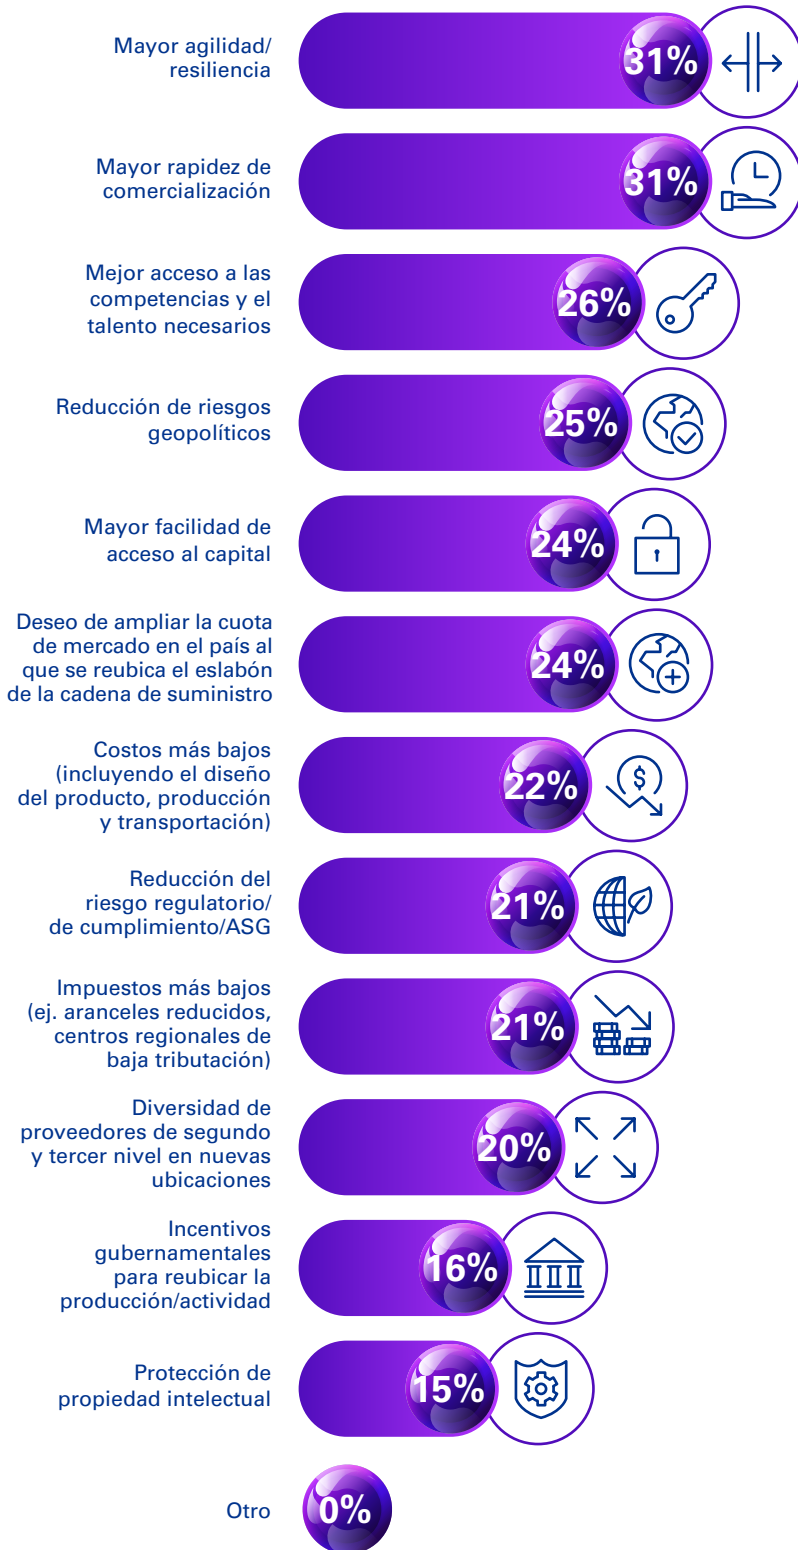 Mayor agilidad/
resiliencia
31%
Mayor rapidez de
comercialización
31%
Mejor acceso a las
competencias y el
talento necesarios
26%
Reducción de riesgos
geopolíticos
25%
Mayor facilidad de
acceso al capital
24%
Deseo de ampliar la cuota
de mercado en el país al
que se reubica el eslabón
de la cadena de suministro
24%
Costos más bajos
(incluyendo el diseño
del producto, producción
y transportación)
22%
$
Reducción del
riesgo regulatorio/
de cumplimiento/ASG
21%
Impuestos más bajos
(ej. aranceles reducidos,
centros regionales de
baja tributación)
21%
Diversidad de
proveedores de segundo
y tercer nivel en nuevas
ubicaciones
20%
Incentivos
gubernamentales
para reubicar la
producción/actividad
16%
Protección de
propiedad intelectual
15%
Otro
0%